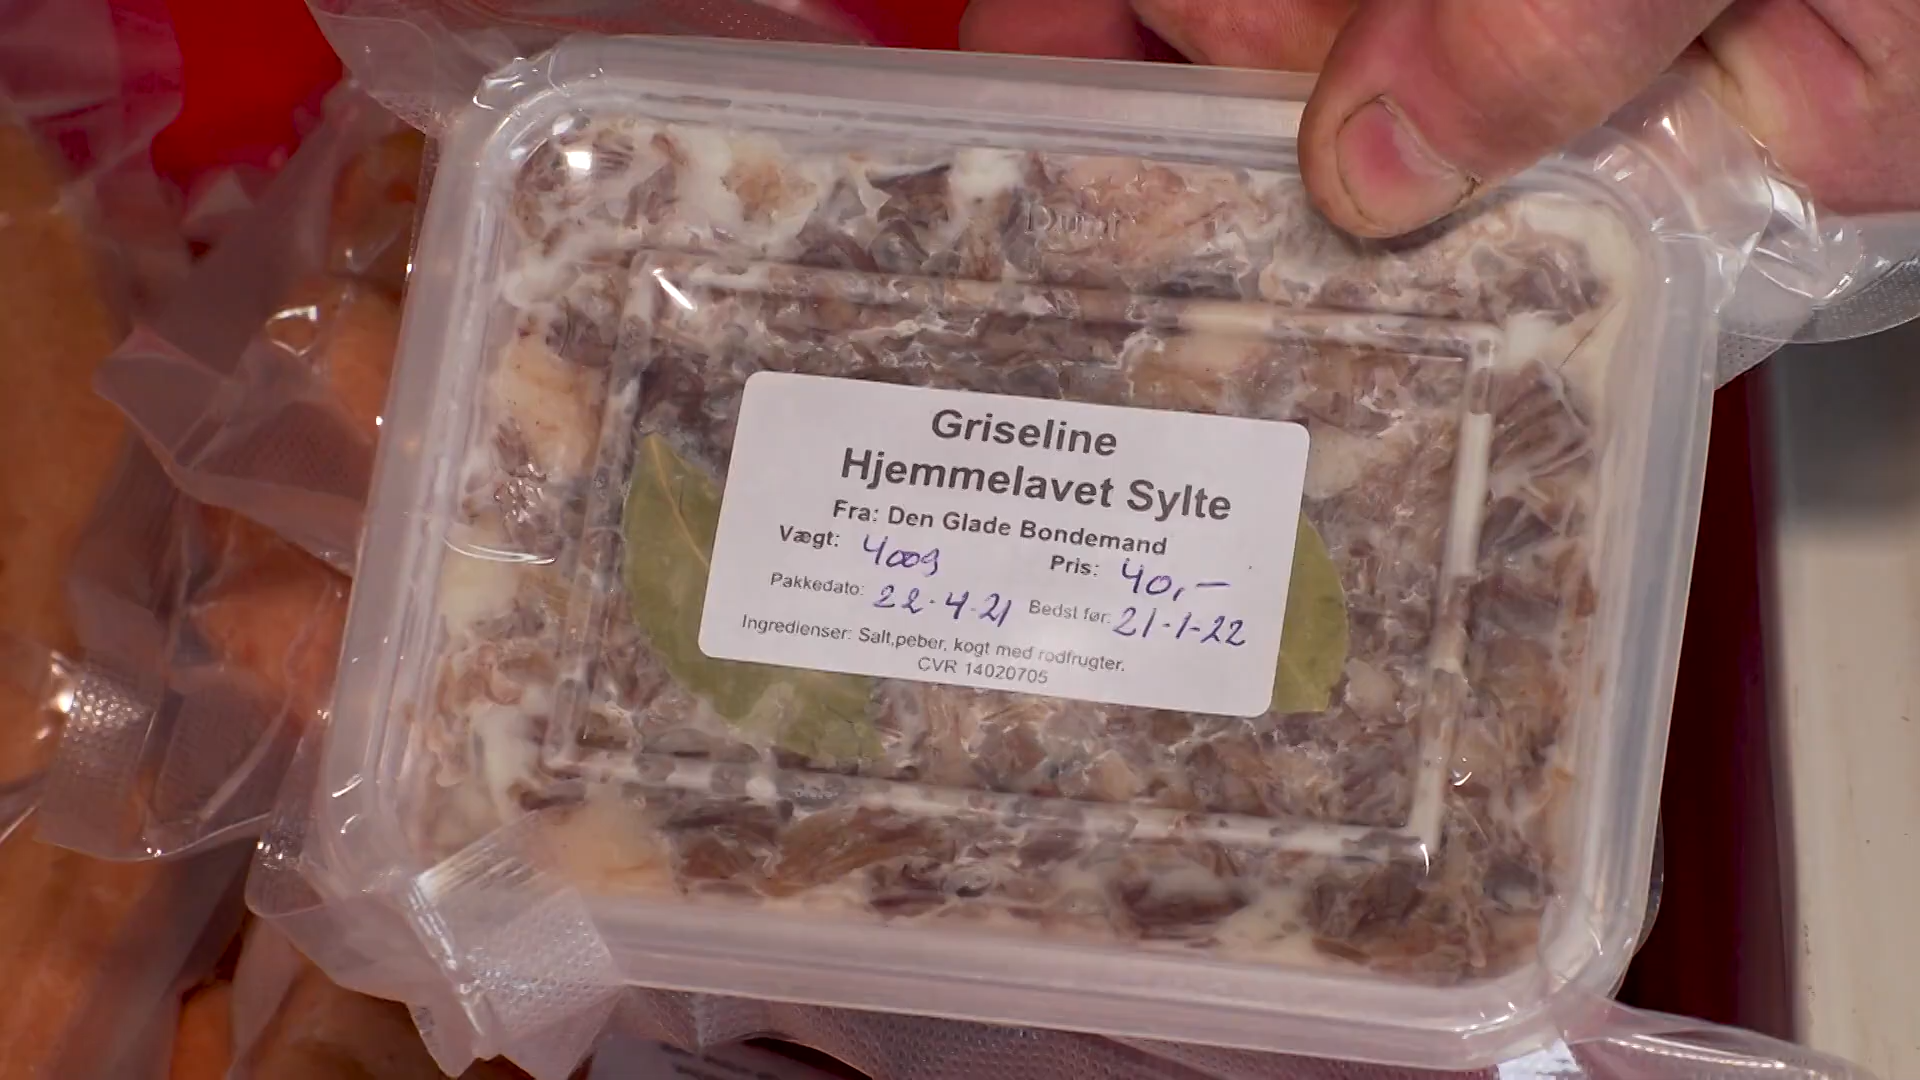 Griseline
Hjemmelavet Sylte
Fra: Den Glade Bondemand
Vægt: 400g Pris: 40,-
Pakkedato: 22-4-21 Bedst før: 21-1-22
Ingredienser: Salt,peber, kogt med rodfrugter.
CVR 14020705